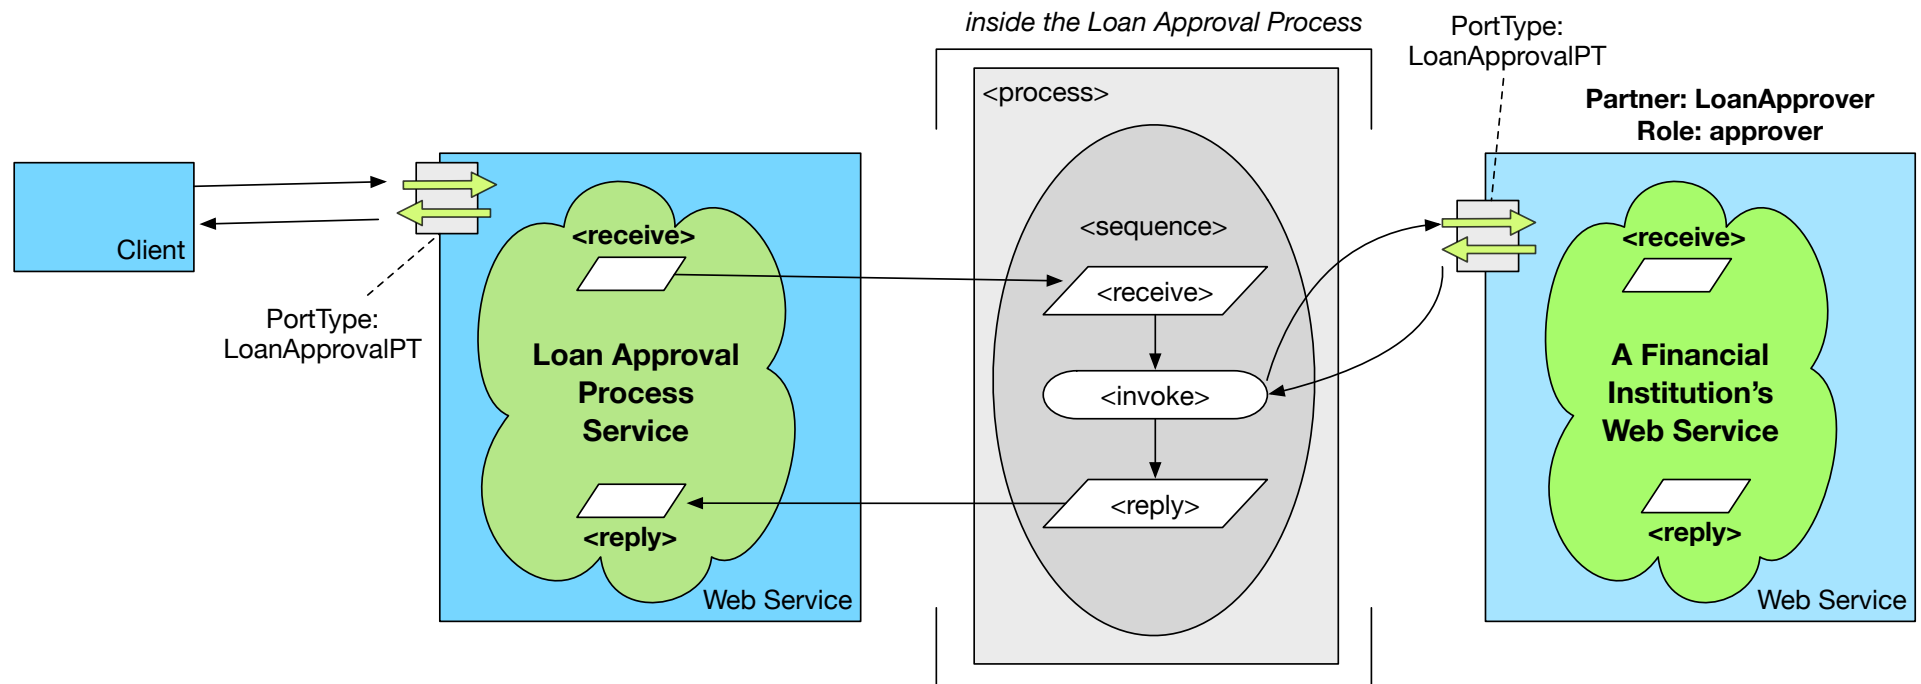 inside the Loan Approval Process
PortType:
LoanApprovalPT
<process>
Partner: LoanApprover
Role: approver
Client
PortType:
LoanApprovalPT
<receive>
Loan Approval
Process
Service
<reply>
Web Service
<sequence>
<receive>
<invoke>
<reply>
<receive>
A Financial
Institution's
Web Service
<reply>
Web Service